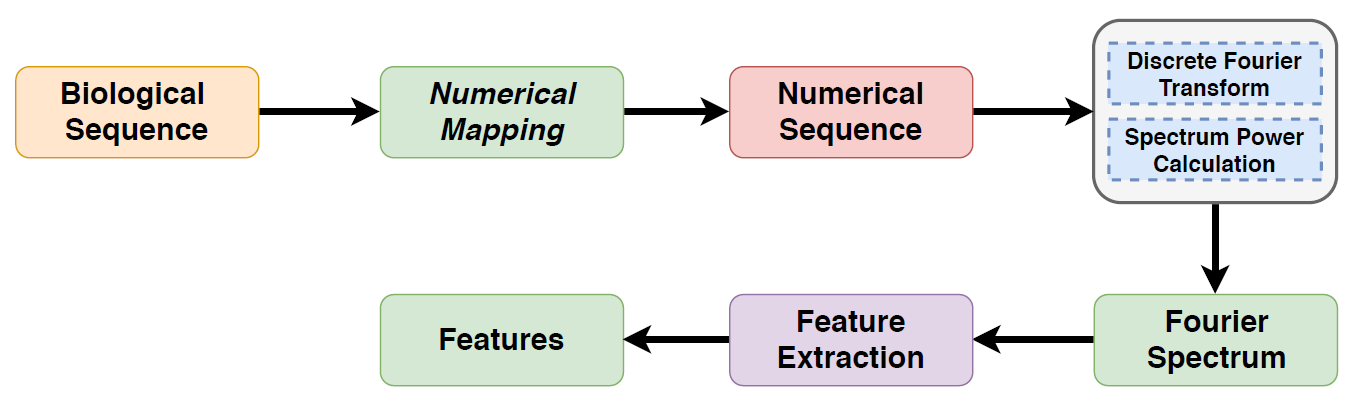 Biological
Sequence
Numerical
Mapping
Numerical
Sequence
Discrete Fourier
Transform
Spectrum Power
Calculation
Fourier
Spectrum
Feature
Extraction
Features